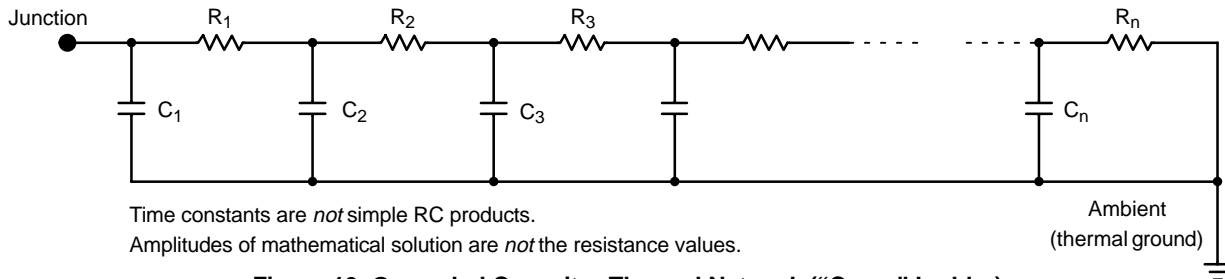 Junction
R1
R2
R3
Rn
C1
C2
C3
Cn
Time constants are not simple RC products.
Amplitudes of mathematical solution are not the resistance values.
Ambient
(thermal ground)